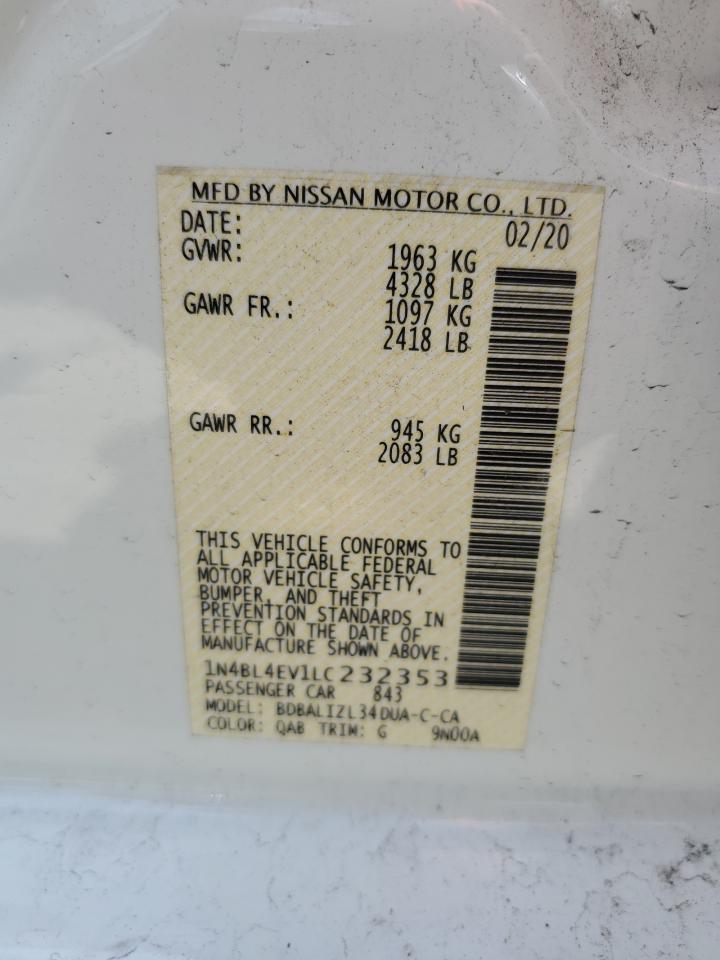 MFD BY NISSAN MOTOR CO., LTD.
DATE: 02/20
GVWR: 1963 KG
4328 LB
GAWR FR.: 1097 KG
2418 LB
GAWR RR.: 945 KG
2083 LB
THIS VEHICLE CONFORMS TO
ALL APPLICABLE FEDERAL
MOTOR VEHICLE SAFETY,
BUMPER, AND THEFT
PREVENTION STANDARDS IN
EFFECT ON THE DATE OF
MANUFACTURE SHOWN ABOVE.
1N4BL4EV1LC232353
PASSENGER CAR 843
MODEL: BDBALIZL34DUA-C-CA
COLOR: QAB TRIM: G 9N00A